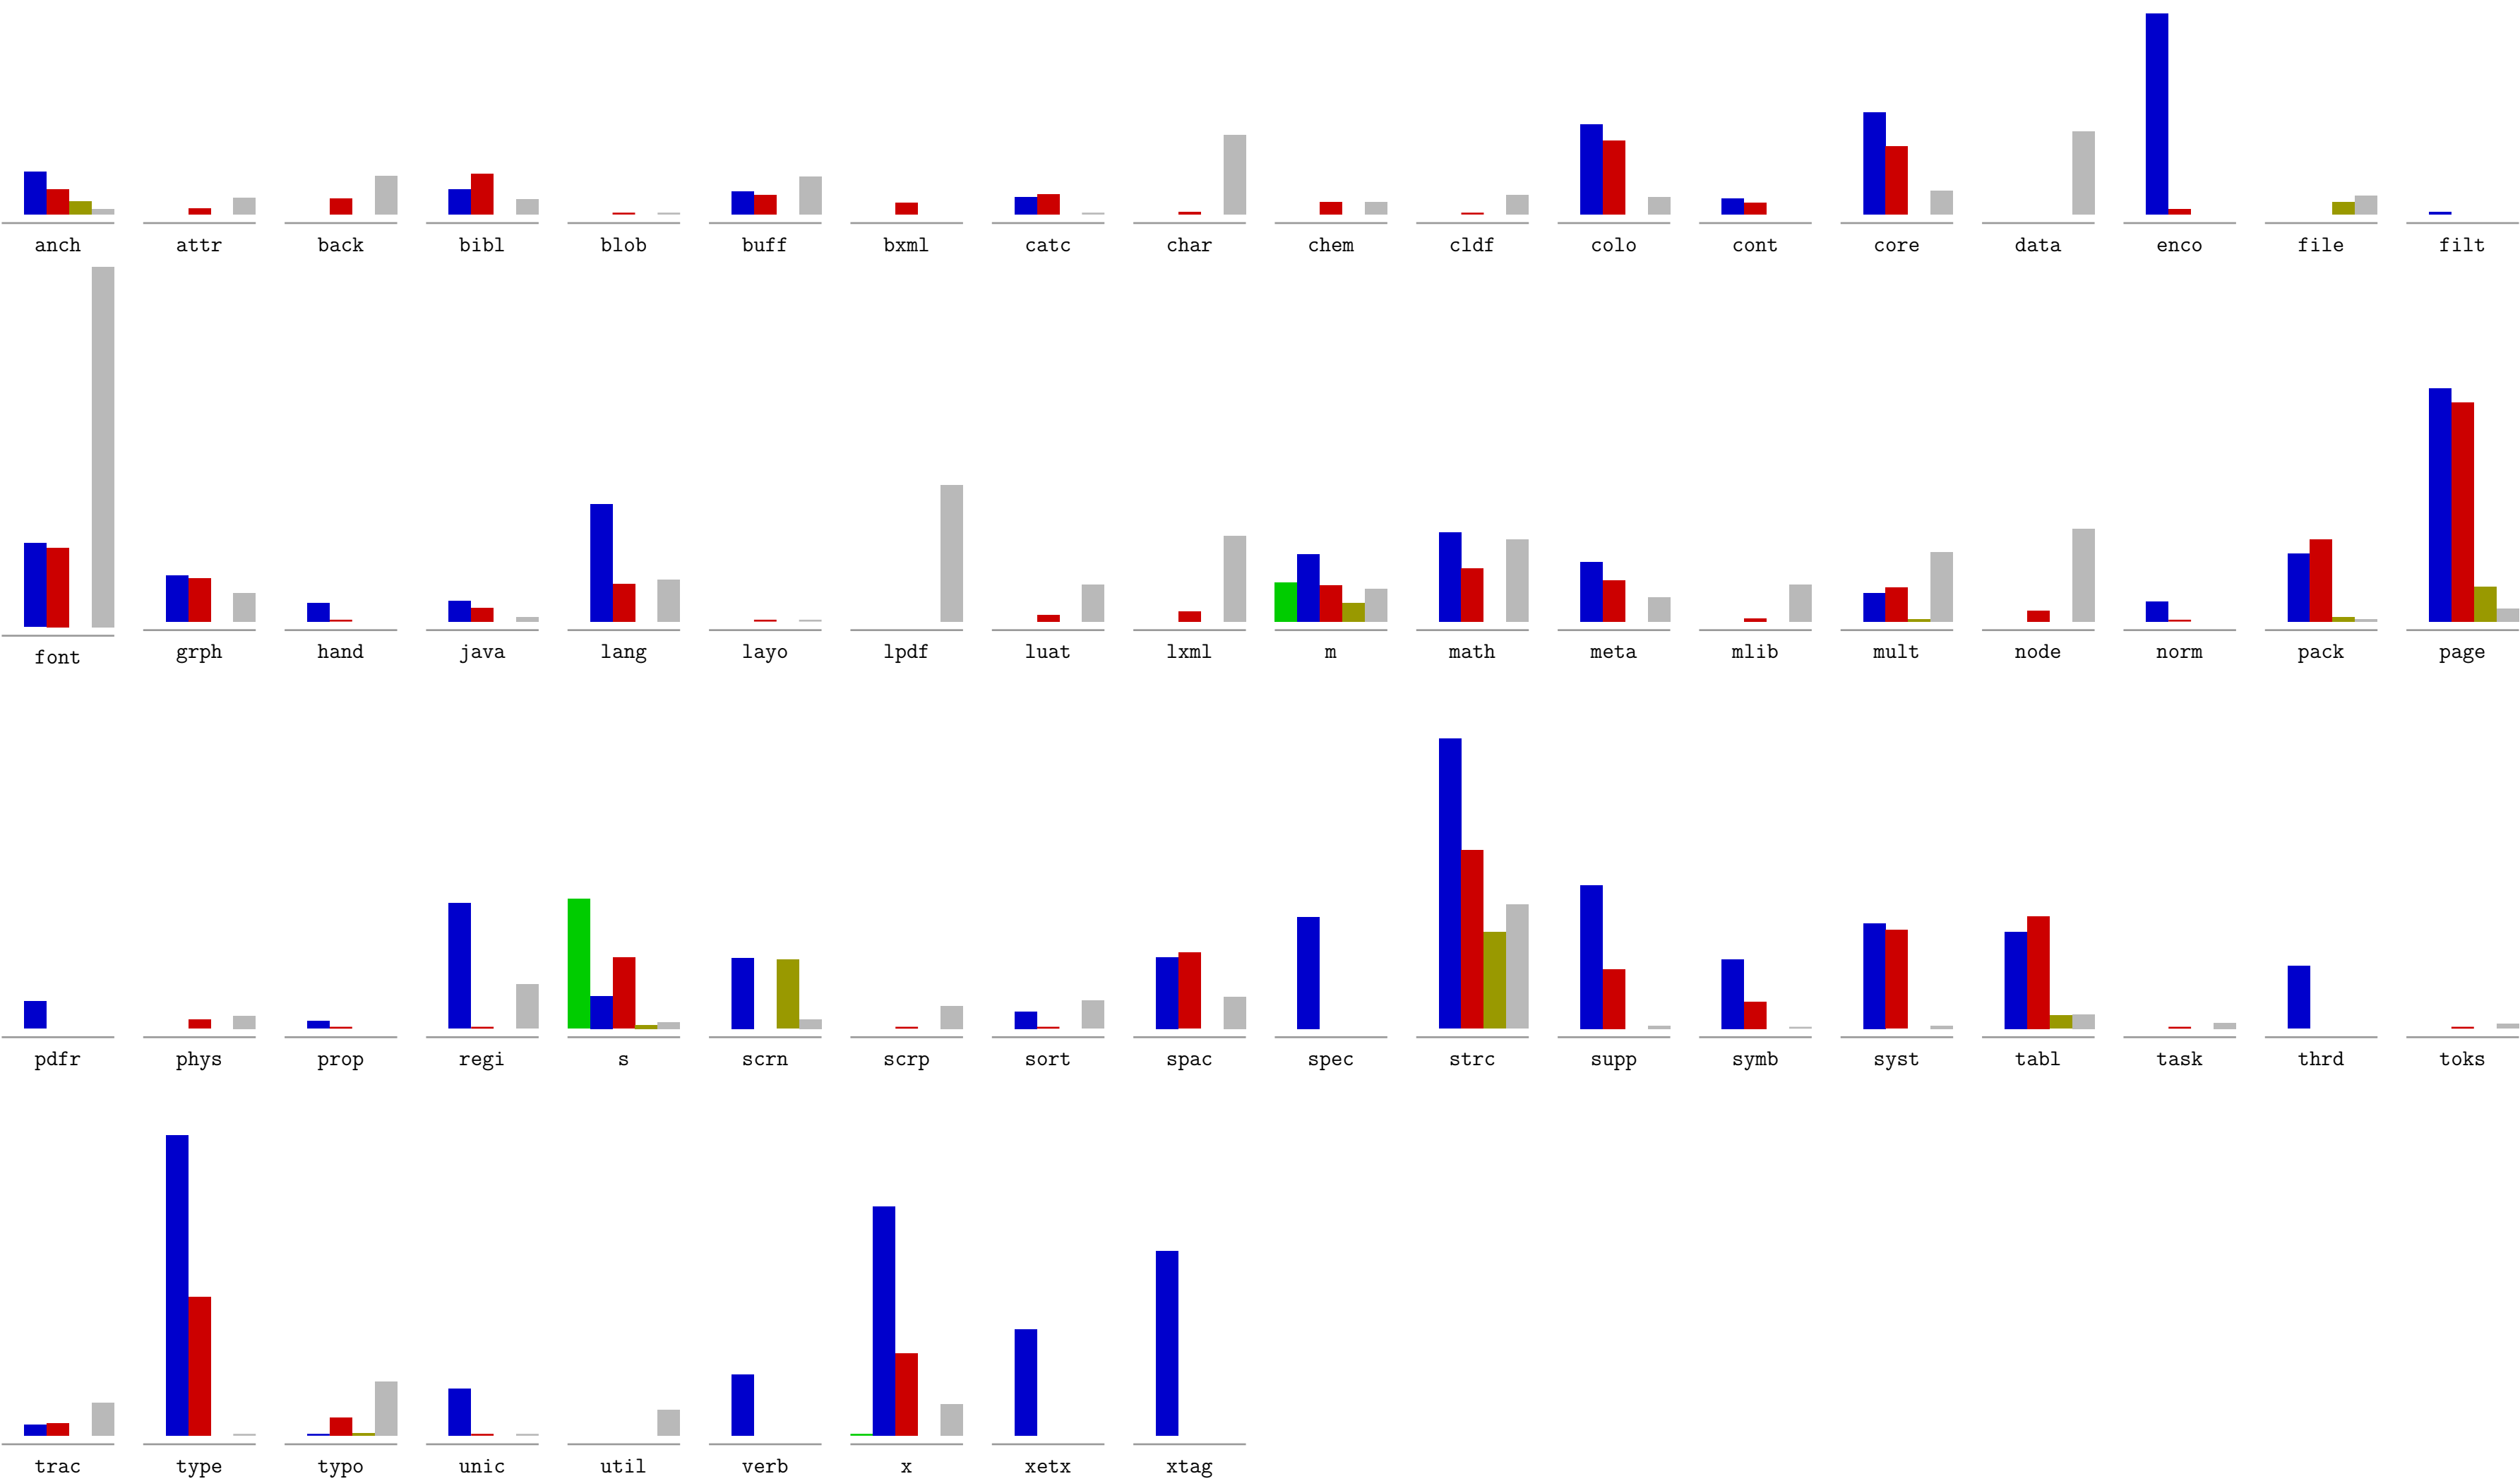 anch attr back bibl blob buff bxml catc char chem cldf colo cont core data enco file filt
font grph hand java lang layo lpdf luat lxml m math meta mlib mult node norm pack page
pdfr phys prop regi s scrn scrp sort spac spec strc supp symb syst tabl task thrd toks
trac type typo unic util verb x xetx xtag